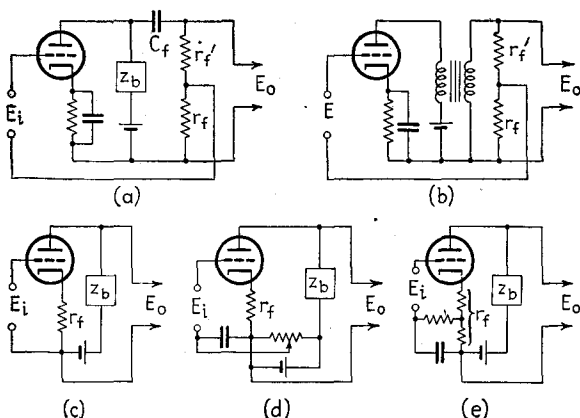 C_f
r_f'
z_b
E_i
E_o
r_f
(a)
r_f'
E
E_o
r_f
(b)
E_i
r_f
z_b
E_o
(c)
E_i
r_f
z_b
E_o
(d)
E_i
r_f
z_b
E_o
(e)